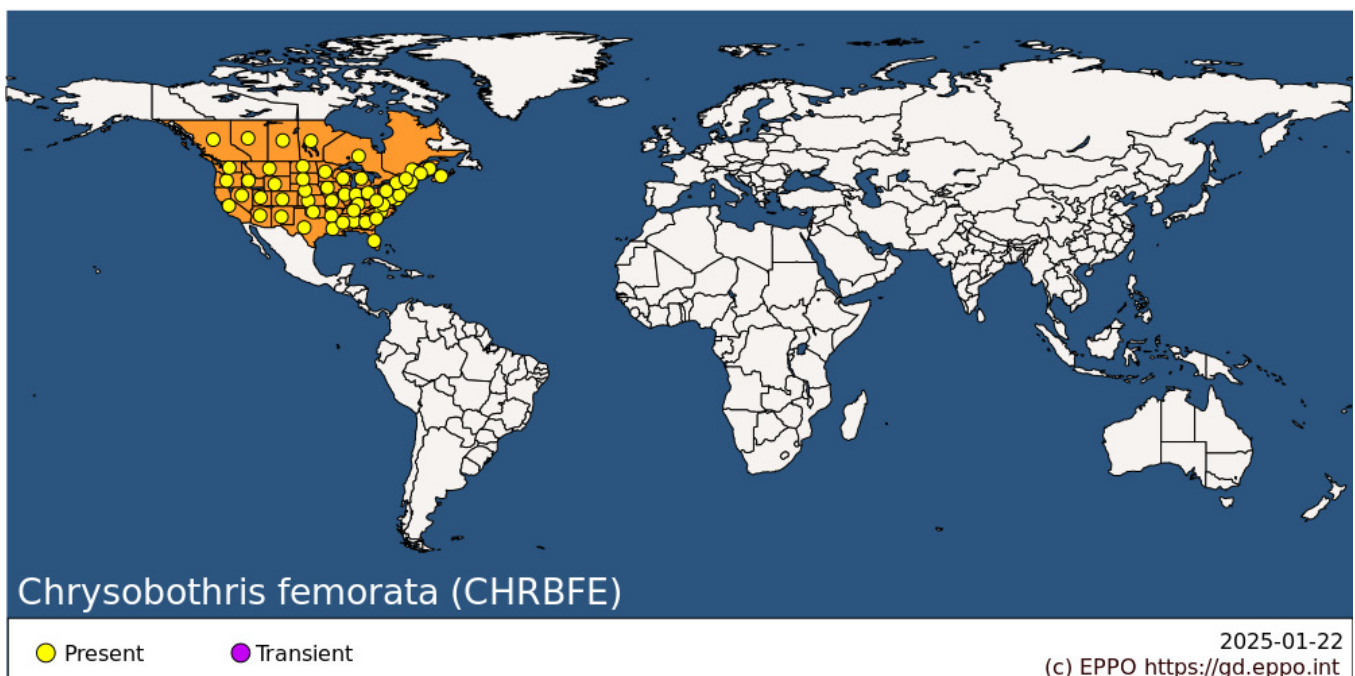 Chrysobothris femorata (CHRBFE)
Present
Transient
2025-01-22
(c) EPPO https://gd.eppo.int